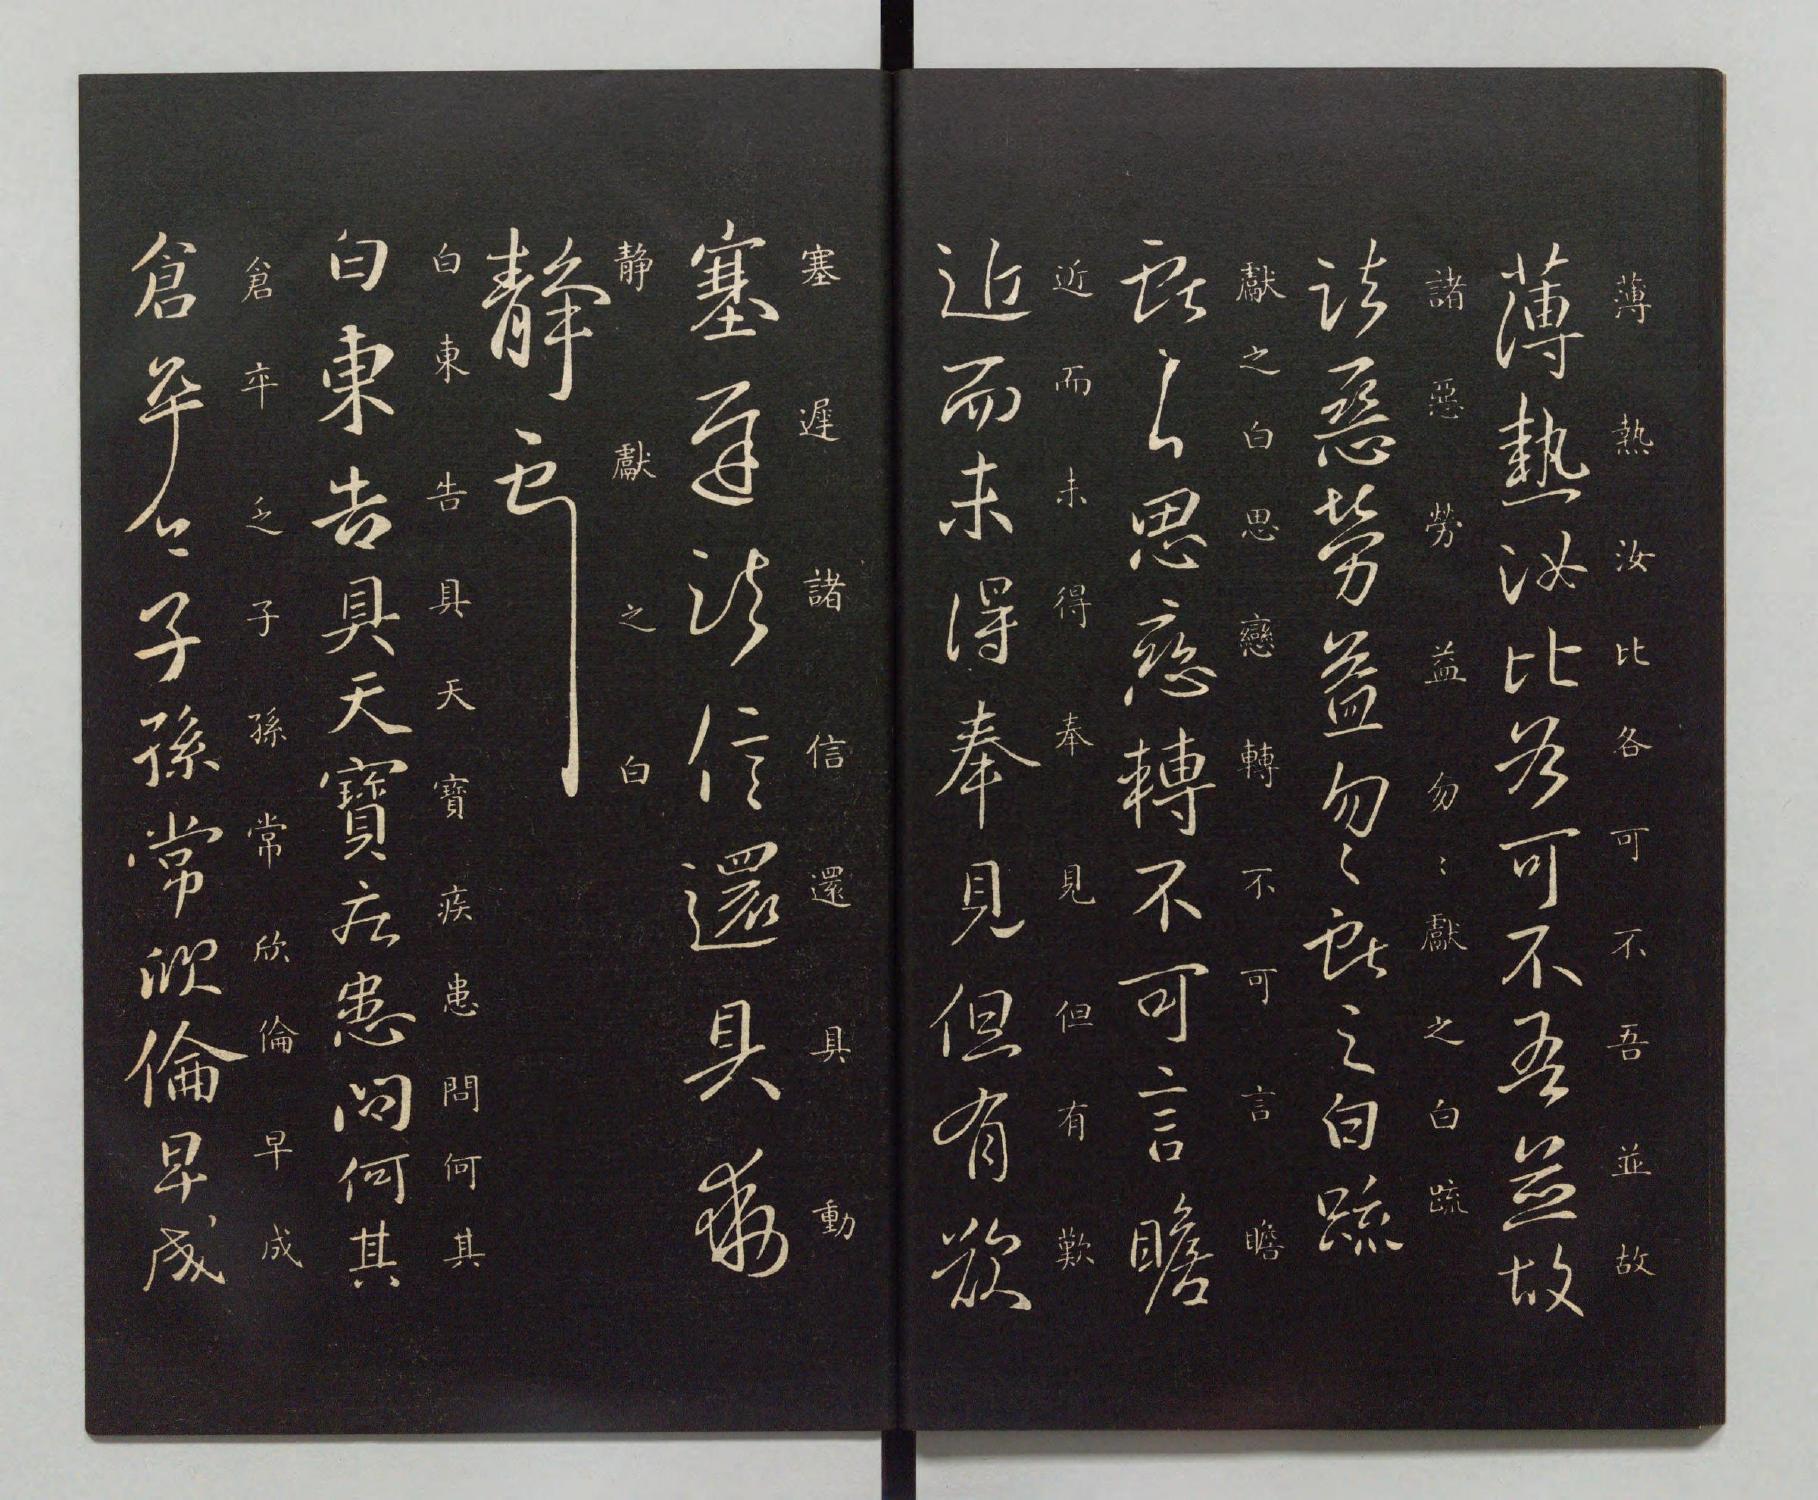 薄熱汝比各可不吾並故
薄熱汝比各可不吾並故
諸惡勞益勿〻獻之白疏
諸惡勞益勿〻獻之白疏
獻之白思戀轉不可言瞻
獻之白思戀轉不可言瞻
近而未得奉見但有歎
近而未得奉見但有歎
塞遲諸信還具動
塞遲諸信還具動
静獻之白
靜獻之白
白東告具天寶疾患問何其
白東告具天寶疾患問何其
倉卒乏子孫常欣倫早成
倉卒乏子孫常欣倫早成